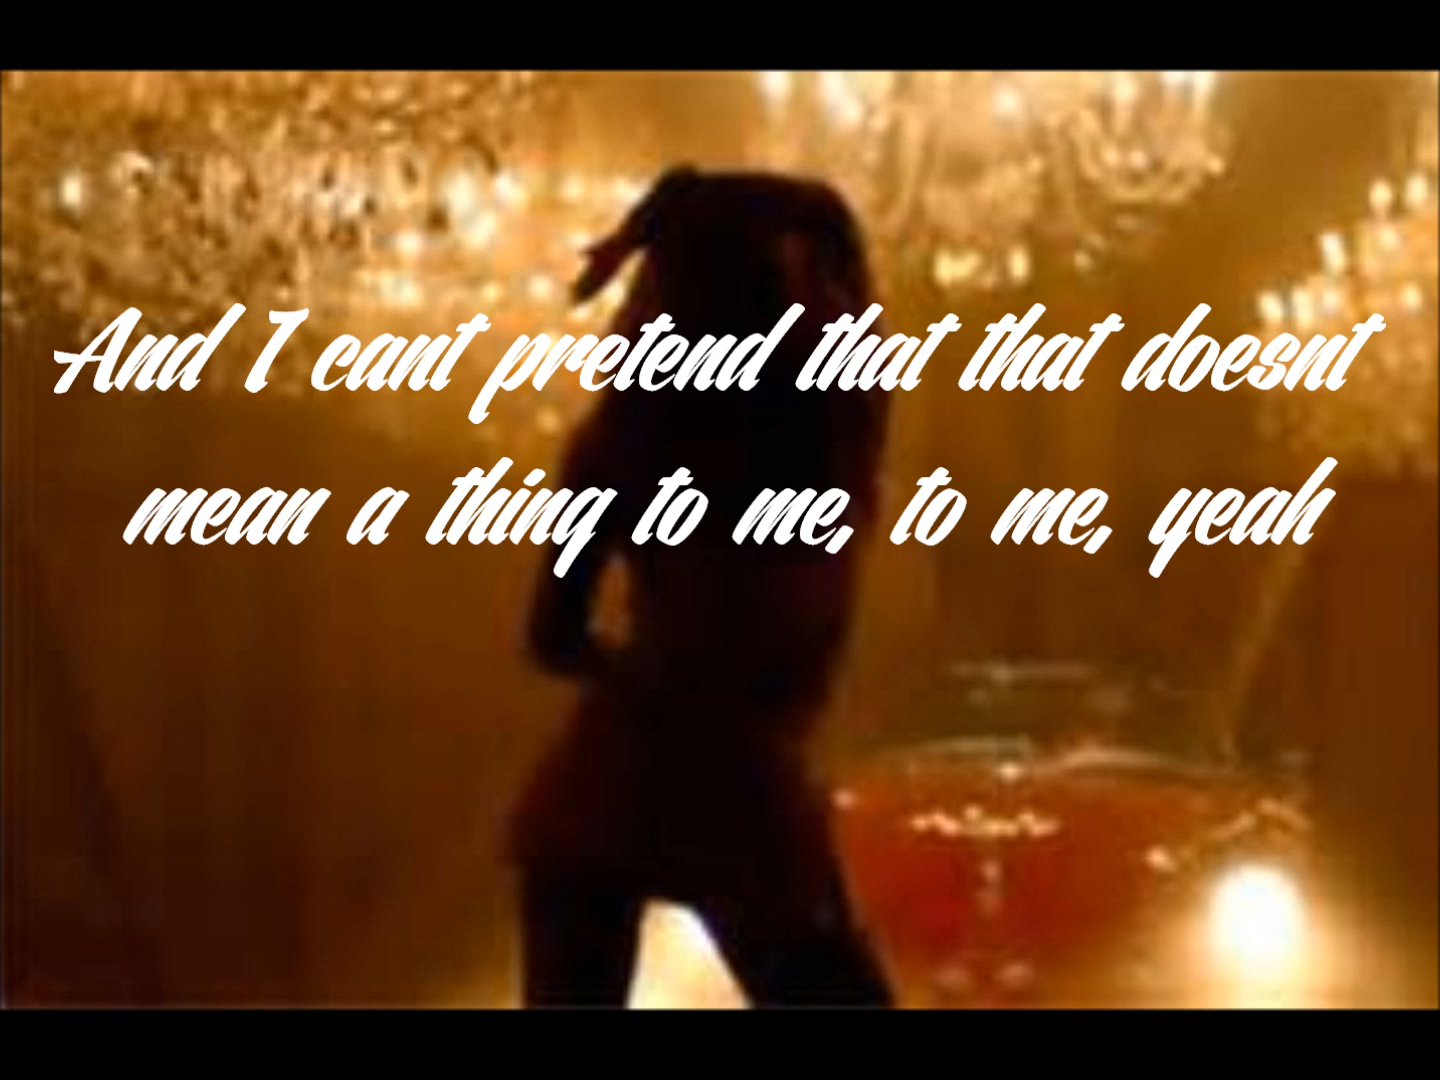 And I cant pretend that that doesnt
mean a thing to me, to me, yeah